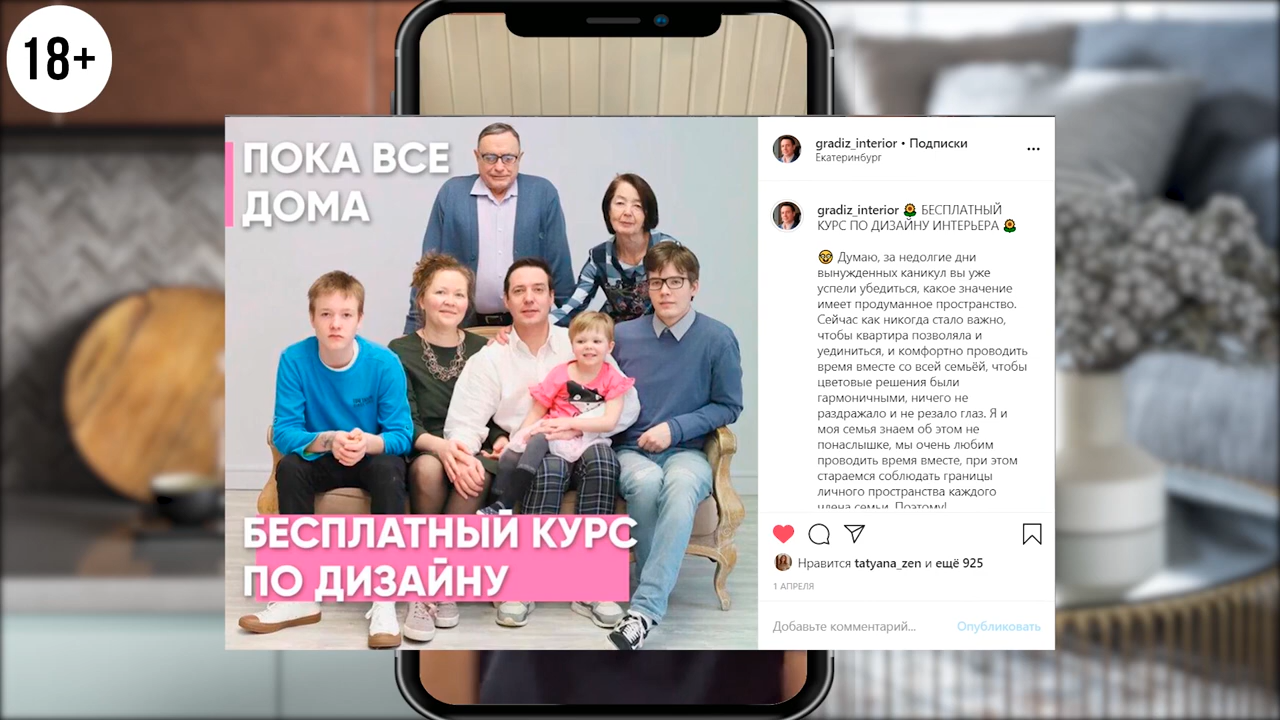 18+
ПОКА ВСЕ
ДОМА
БЕСПЛАТНЫЙ КУРС
ПО ДИЗАЙНУ
gradiz_interior • Подписки
Екатеринбург
gradiz_interior 🌻 БЕСПЛАТНЫЙ
КУРС ПО ДИЗАЙНУ ИНТЕРЬЕРА 🌻
🤓 Думаю, за недолгие дни
вынужденных каникул вы уже
успели убедиться, какое значение
имеет продуманное пространство.
Сейчас как никогда стало важно,
чтобы квартира позволяла и
уединиться, и комфортно проводить
время вместе со всей семьёй, чтобы
цветовые решения были
гармоничными, ничего не
раздражало и не резало глаз. Я и
моя семья знаем об этом не
понаслышке, мы очень любим
проводить время вместе, при этом
стараемся соблюдать границы
личного пространства каждого
члена семьи. Поэтому!
Нравится tatyana_zen и ещё 925
1 АПРЕЛЯ
Добавьте комментарий... Опубликовать